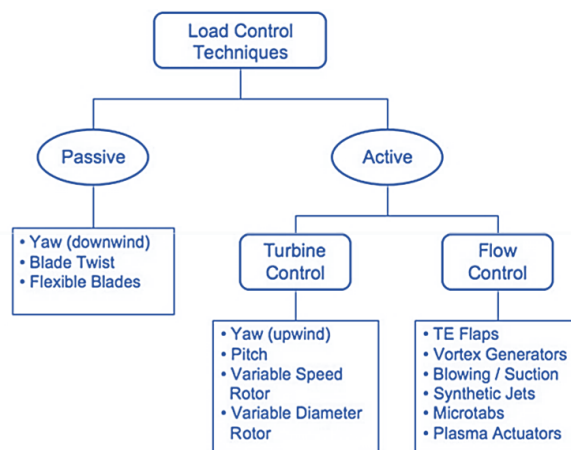 Load Control
Techniques
Passive
Active
• Yaw (downwind)
• Blade Twist
• Flexible Blades
Turbine
Control
Flow
Control
• Yaw (upwind)
• Pitch
• Variable Speed
Rotor
• Variable Diameter
Rotor
• TE Flaps
• Vortex Generators
• Blowing / Suction
• Synthetic Jets
• Microtabs
• Plasma Actuators